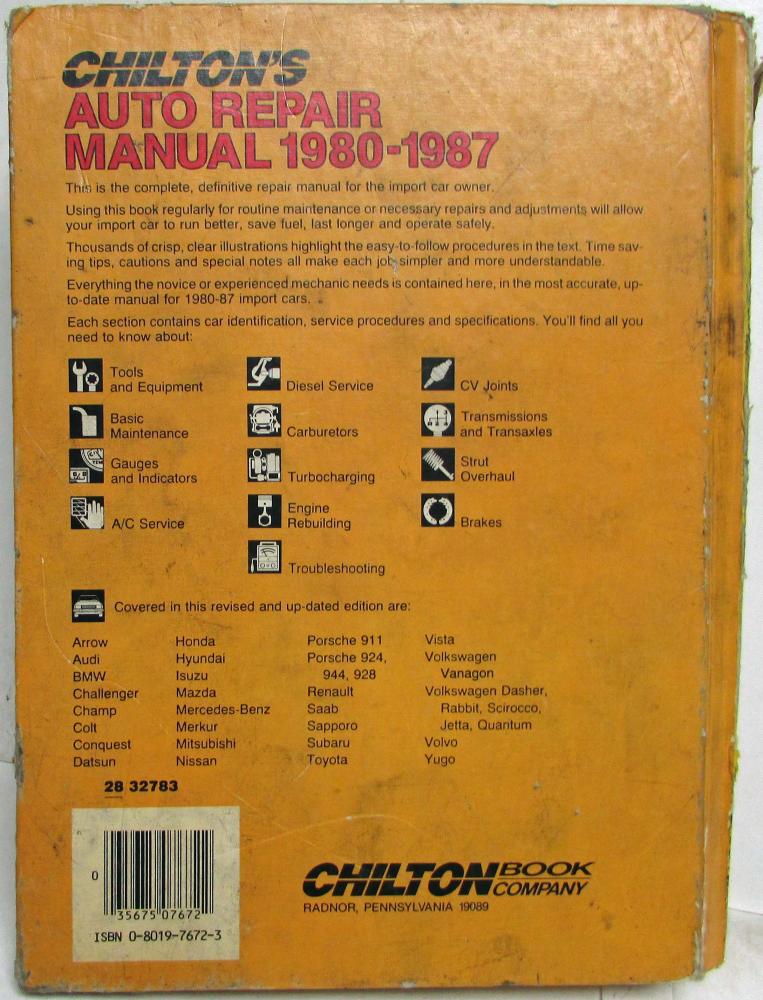 CHILTON'S
AUTO REPAIR
MANUAL 1980-1987
This is the complete, definitive repair manual for the import car owner.
Using this book regularly for routine maintenance or necessary repairs and adjustments will allow
your import car to run better, save fuel, last longer and operate safely.
Thousands of crisp, clear illustrations highlight the easy-to-follow procedures in the text. Time sav-
ing tips, cautions and special notes all make each job simpler and more understandable.
Everything the novice or experienced mechanic needs is contained here, in the most accurate, up-
to-date manual for 1980-87 import cars.
Each section contains car identification, service procedures and specifications. You'll find all you
need to know about:
Tools
and Equipment
Basic
Maintenance
Gauges
and Indicators
A/C Service
Diesel Service
Carburetors
Turbocharging
Engine
Rebuilding
Troubleshooting
CV Joints
Transmissions
and Transaxles
Strut
Overhaul
Brakes
Covered in this revised and up-dated edition are:
Arrow
Audi
BMW
Challenger
Champ
Colt
Conquest
Datsun
Honda
Hyundai
Isuzu
Mazda
Mercedes-Benz
Merkur
Mitsubishi
Nissan
Porsche 911
Porsche 924,
944, 928
Renault
Saab
Sapporo
Subaru
Toyota
Vista
Volkswagen
Vanagon
Volkswagen Dasher,
Rabbit, Scirocco,
Jetta, Quantum
Volvo
Yugo
28 32783
0 35675 07672
ISBN 0-8019-7672-3
CHILTON BOOK COMPANY
RADNOR, PENNSYLVANIA 19089